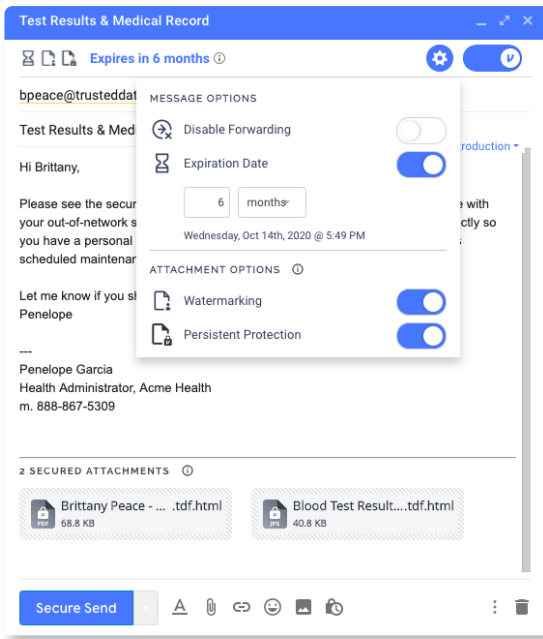 Test Results & Medical Record
Expires in 6 months
bpeace@trusteddat
Test Results & Medi
roduction
MESSAGE OPTIONS
Disable Forwarding
Expiration Date
6 months
Wednesday, Oct 14th, 2020 @ 5:49 PM
ATTACHMENT OPTIONS
Watermarking
Persistent Protection
Hi Brittany,
Please see the secur e with
your out-of-network s ctly so
you have a personal
scheduled maintenar
Let me know if you sh
Penelope
---
Penelope Garcia
Health Administrator, Acme Health
m. 888-867-5309
2 SECURED ATTACHMENTS
PDF
Brittany Peace - ... .tdf.html
68.8 KB
JPG
Blood Test Result....tdf.html
40.8 KB
Secure Send